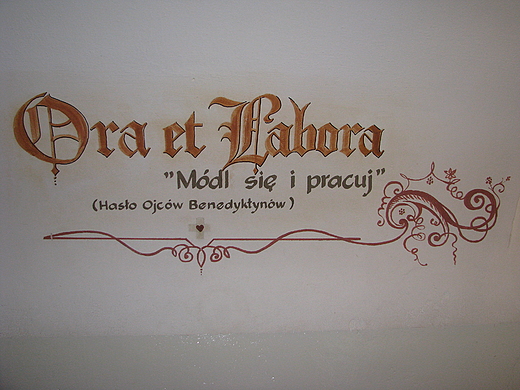 Ora et Labora
"Módl się i pracuj"
(Hasło Ojców Benedyktynów)